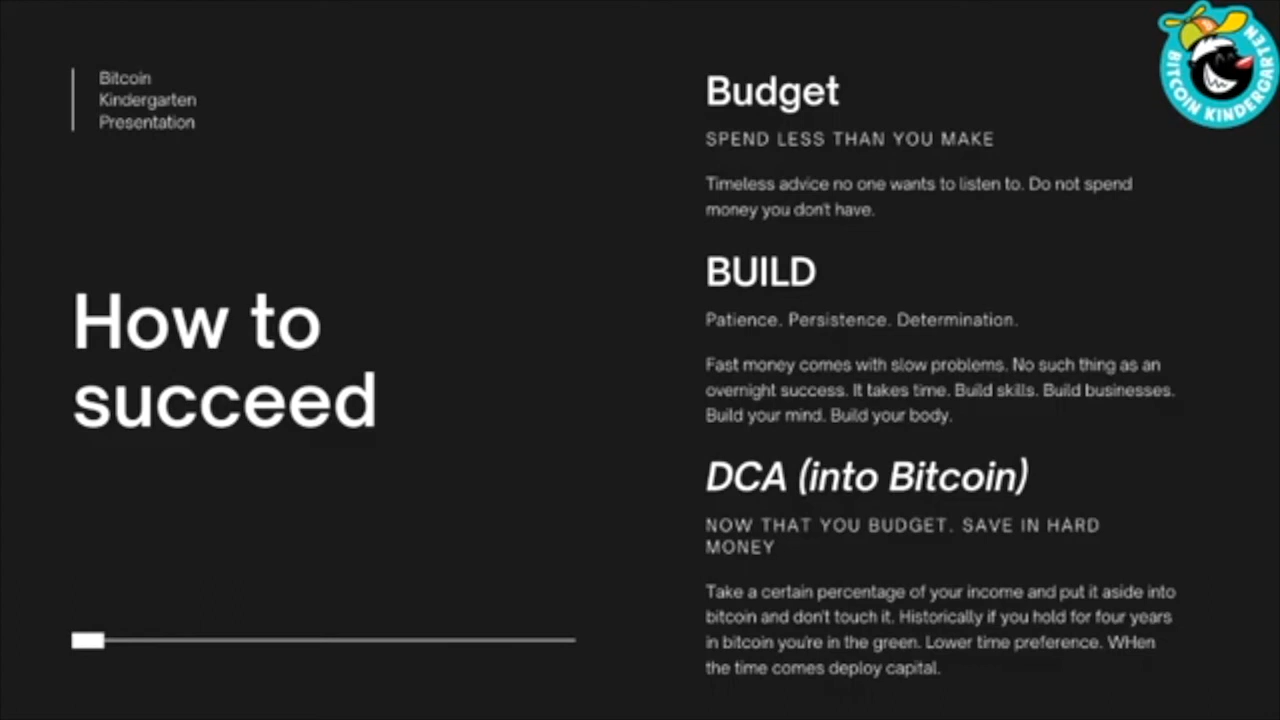 Bitcoin
Kindergarten
Presentation
How to
succeed
Budget
SPEND LESS THAN YOU MAKE
Timeless advice no one wants to listen to. Do not spend
money you don't have.
BUILD
Patience. Persistence. Determination.
Fast money comes with slow problems. No such thing as an
overnight success. It takes time. Build skills. Build businesses.
Build your mind. Build your body.
DCA (into Bitcoin)
NOW THAT YOU BUDGET. SAVE IN HARD
MONEY
Take a certain percentage of your income and put it aside into
bitcoin and don't touch it. Historically if you hold for four years
in bitcoin you're in the green. Lower time preference. WHen
the time comes deploy capital.
BITCOIN KINDERGARTEN